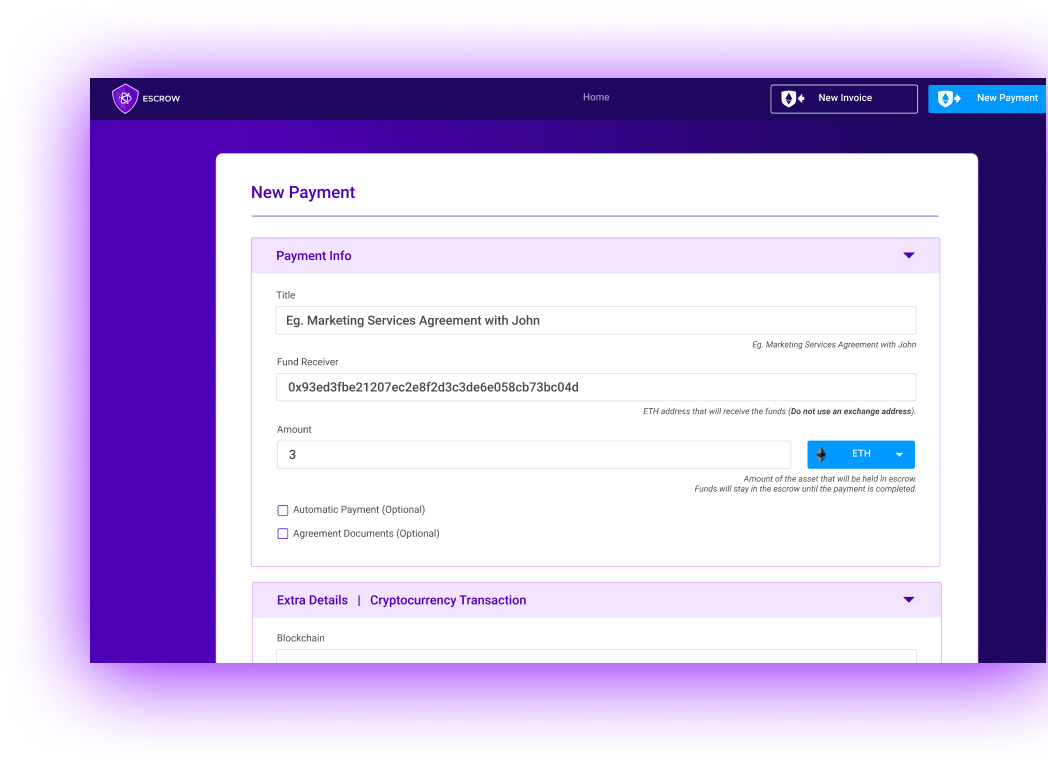 ESCROW
Home
New Invoice
New Payment
New Payment
Payment Info
Title
Eg. Marketing Services Agreement with John
Eg. Marketing Services Agreement with John
Fund Receiver
0x93ed3fbe21207ec2e8f2d3c3de6e058cb73bc04d
ETH address that will receive the funds (Do not use an exchange address).
Amount
3
ETH
Amount of the asset that will be held in escrow.
Funds will stay in the escrow until the payment is completed.
Automatic Payment (Optional)
Agreement Documents (Optional)
Extra Details | Cryptocurrency Transaction
Blockchain